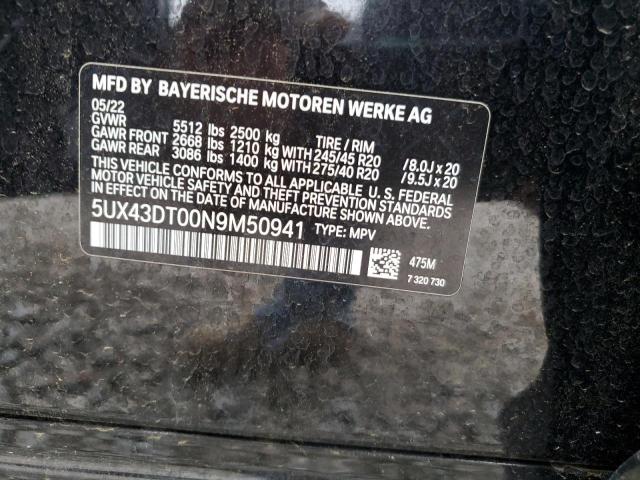 MFD BY BAYERISCHE MOTOREN WERKE AG
05/22
GVWR 5512 lbs 2500 kg TIRE / RIM
GAWR FRONT 2668 lbs 1210 kg WITH 245/45 R20 /8.0J x 20
GAWR REAR 3086 lbs 1400 kg WITH 275/40 R20 /9.5J x 20
THIS VEHICLE CONFORMS TO ALL APPLICABLE U. S. FEDERAL
MOTOR VEHICLE SAFETY AND THEFT PREVENTION STANDARDS
IN EFFECT ON THE DATE OF MANUFACTURE SHOWN ABOVE.
5UX43DT00N9M50941 TYPE: MPV
475M
7 320 730